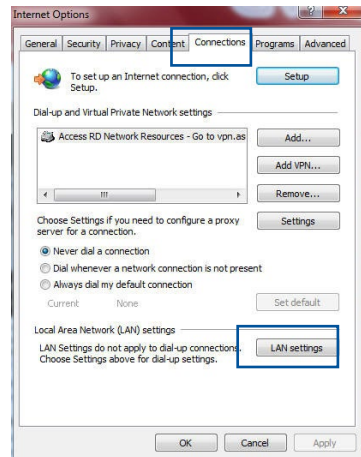 Internet Options
General Security Privacy Content Connections Programs Advanced
To set up an Internet connection, click
Setup.
Setup
Dial-up and Virtual Private Network settings
Access RD Network Resources - Go to vpn.as
Add...
Add VPN...
Remove...
Choose Settings if you need to configure a proxy
server for a connection.
Settings
Never dial a connection
Dial whenever a network connection is not present
Always dial my default connection
Current None
Set default
Local Area Network (LAN) settings
LAN Settings do not apply to dial-up connections.
Choose Settings above for dial-up settings.
LAN settings
OK Cancel Apply